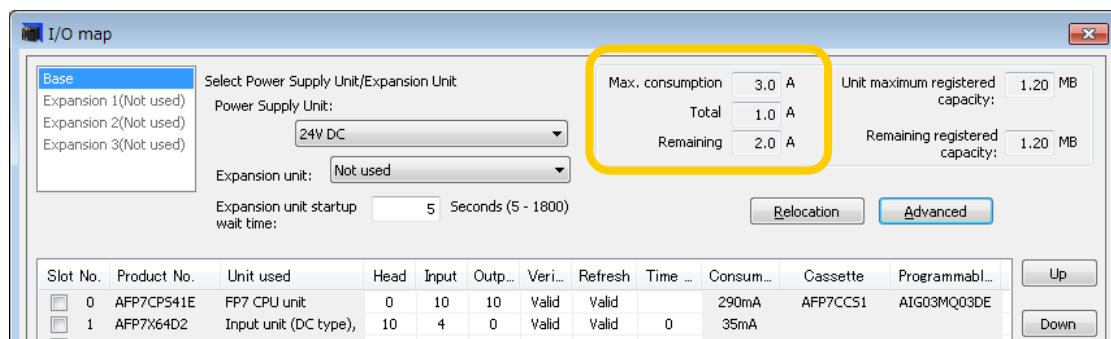 I/O map
Base
Expansion 1(Not used)
Expansion 2(Not used)
Expansion 3(Not used)
Select Power Supply Unit/Expansion Unit
Power Supply Unit:
24V DC
Expansion unit: Not used
Expansion unit startup wait time: 5 Seconds (5 - 1800)
Max. consumption 3.0 A
Total 1.0 A
Remaining 2.0 A
Unit maximum registered capacity: 1.20 MB
Remaining registered capacity: 1.20 MB
Relocation Advanced
Slot No. Product No. Unit used Head Input Outp... Veri... Refresh Time ... Consum... Cassette Programmabl... Up
0 AFP7CPS41E FP7 CPU unit 0 10 10 Valid Valid 290mA AFP7CCS1 AIG03MQ03DE
1 AFP7X64D2 Input unit (DC type), 10 4 0 Valid Valid 0 35mA Down